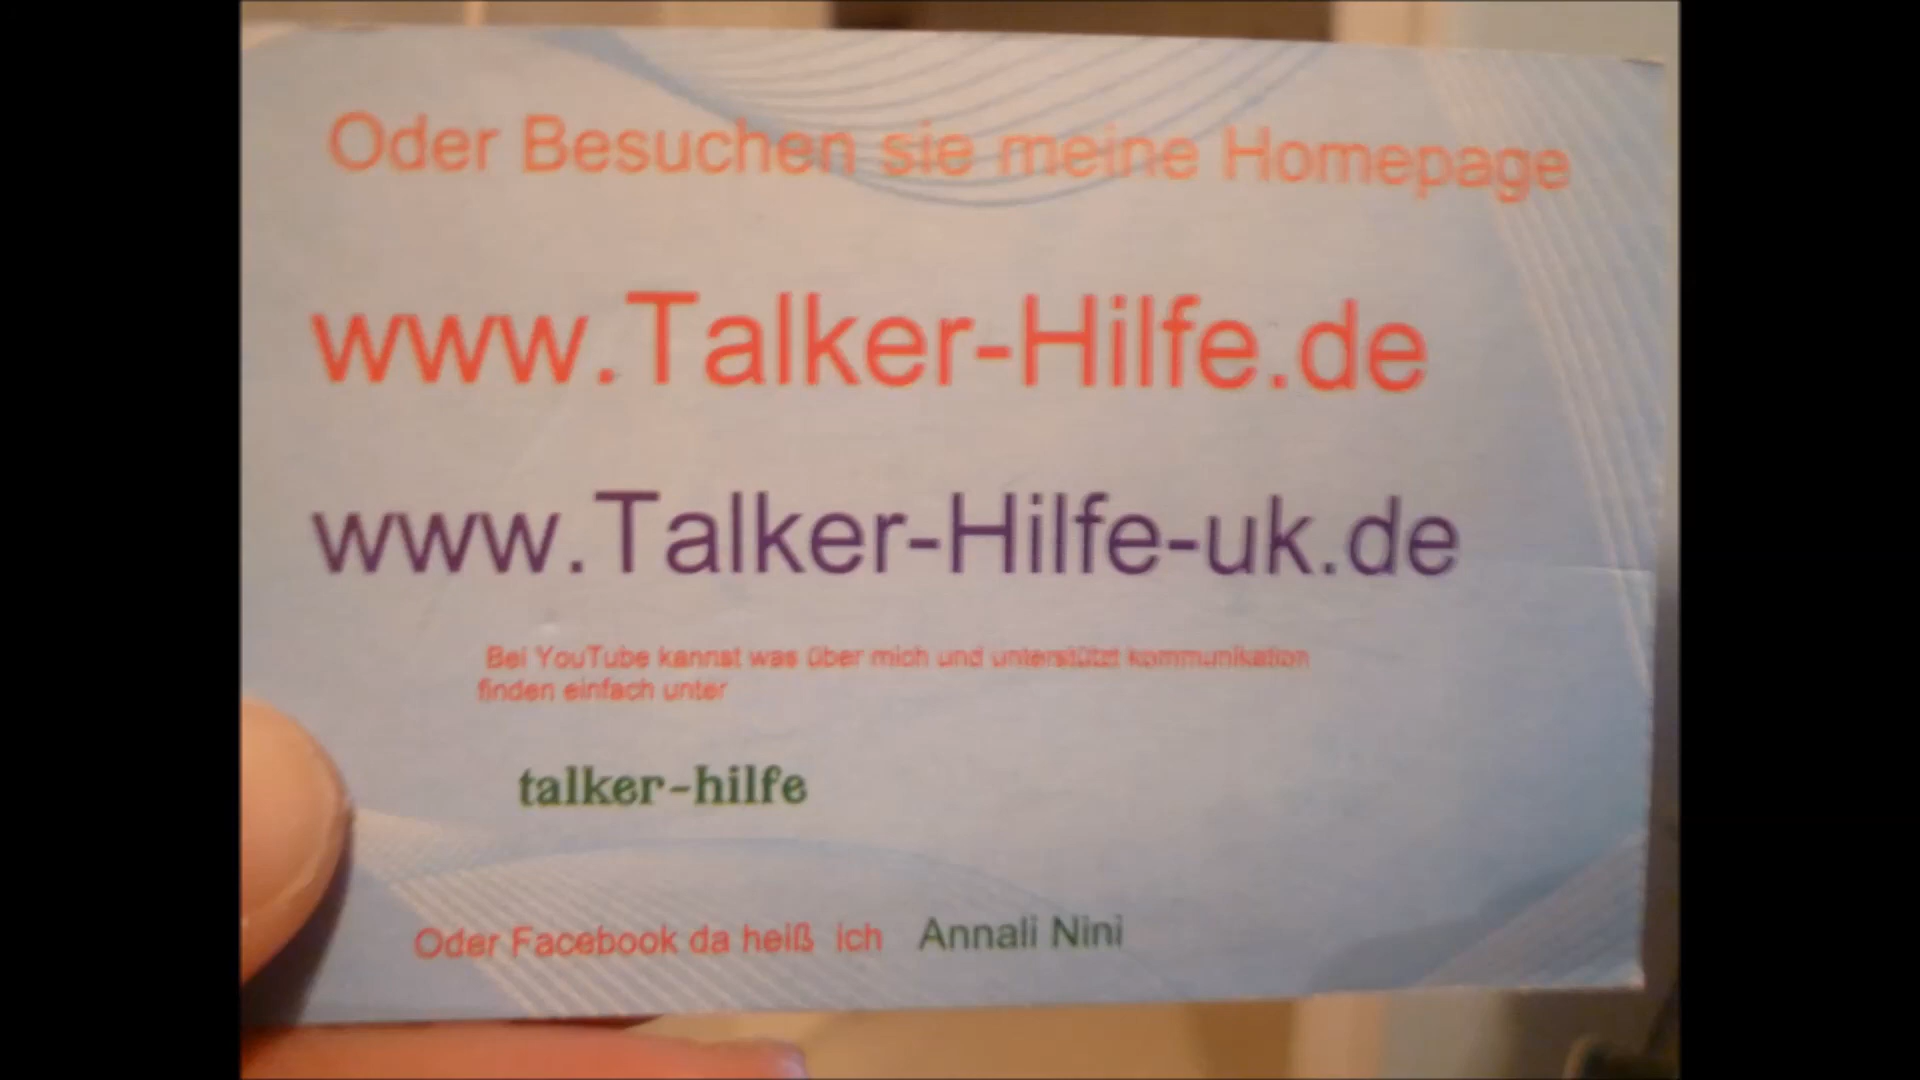 Oder Besuchen sie meine Homepage
www.Talker-Hilfe.de
www.Talker-Hilfe-uk.de
Bei YouTube kannst was über mich und unterstützt kommunikation
finden einfach unter
talker-hilfe
Oder Facebook da heiß ich Annali Nini